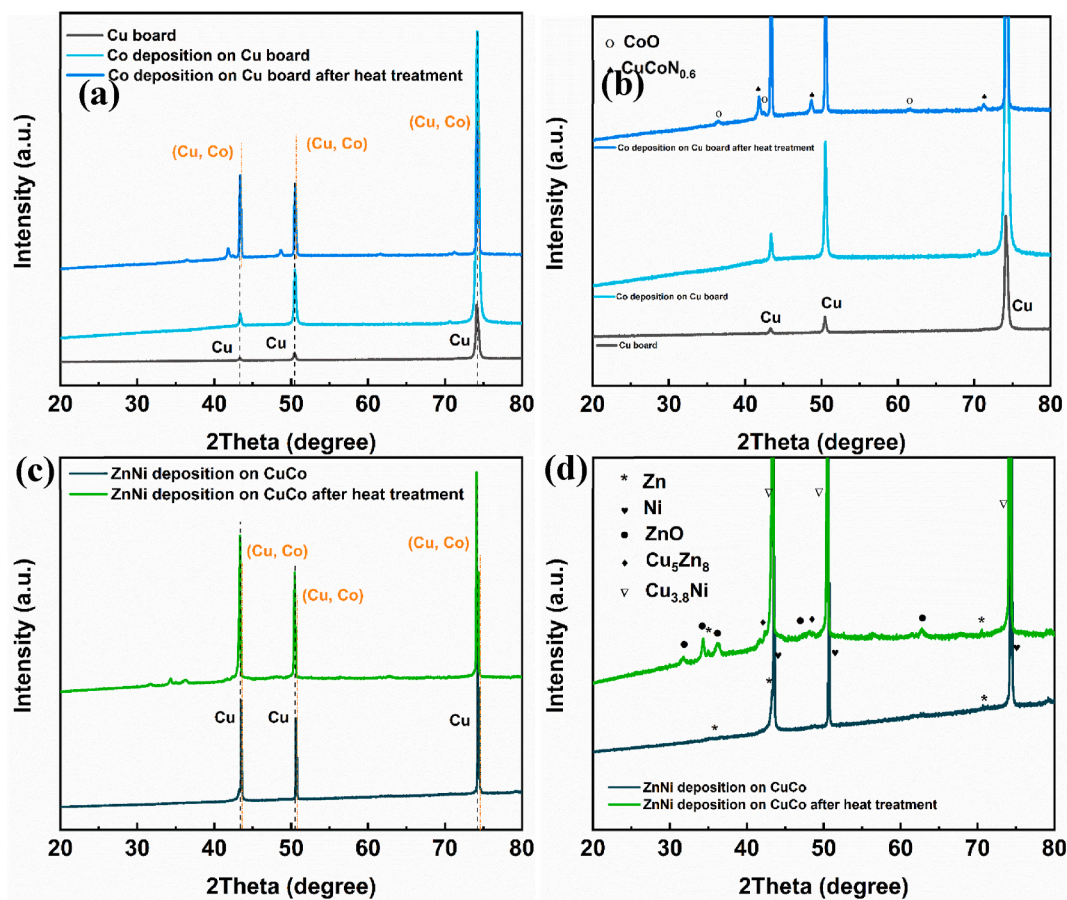 Cu board
Co deposition on Cu board
Co deposition on Cu board after heat treatment
(a)
(Cu, Co)
(Cu, Co)
(Cu, Co)
Cu
Cu
Cu
Intensity (a.u.)
20 30 40 50 60 70 80
2Theta (degree)
(b)
o CoO
♠ CuCoN0.6
♠
o
♠
o
o
♠
Co deposition on Cu board after heat treatment
Co deposition on Cu board
Cu
Cu
Cu
Cu board
Intensity (a.u.)
20 30 40 50 60 70 80
2Theta (degree)
(c)
ZnNi deposition on CuCo
ZnNi deposition on CuCo after heat treatment
(Cu, Co)
(Cu, Co)
(Cu, Co)
Cu
Cu
Cu
Intensity (a.u.)
20 30 40 50 60 70 80
2Theta (degree)
(d)
* Zn
♥ Ni
● ZnO
♦ Cu5Zn8
▽ Cu3.8Ni
▽ ▽ ▽
● ● * ● ♦ ● ♦ ● *
* * ♥ ♥ * ♥
ZnNi deposition on CuCo
ZnNi deposition on CuCo after heat treatment
Intensity (a.u.)
20 30 40 50 60 70 80
2Theta (degree)